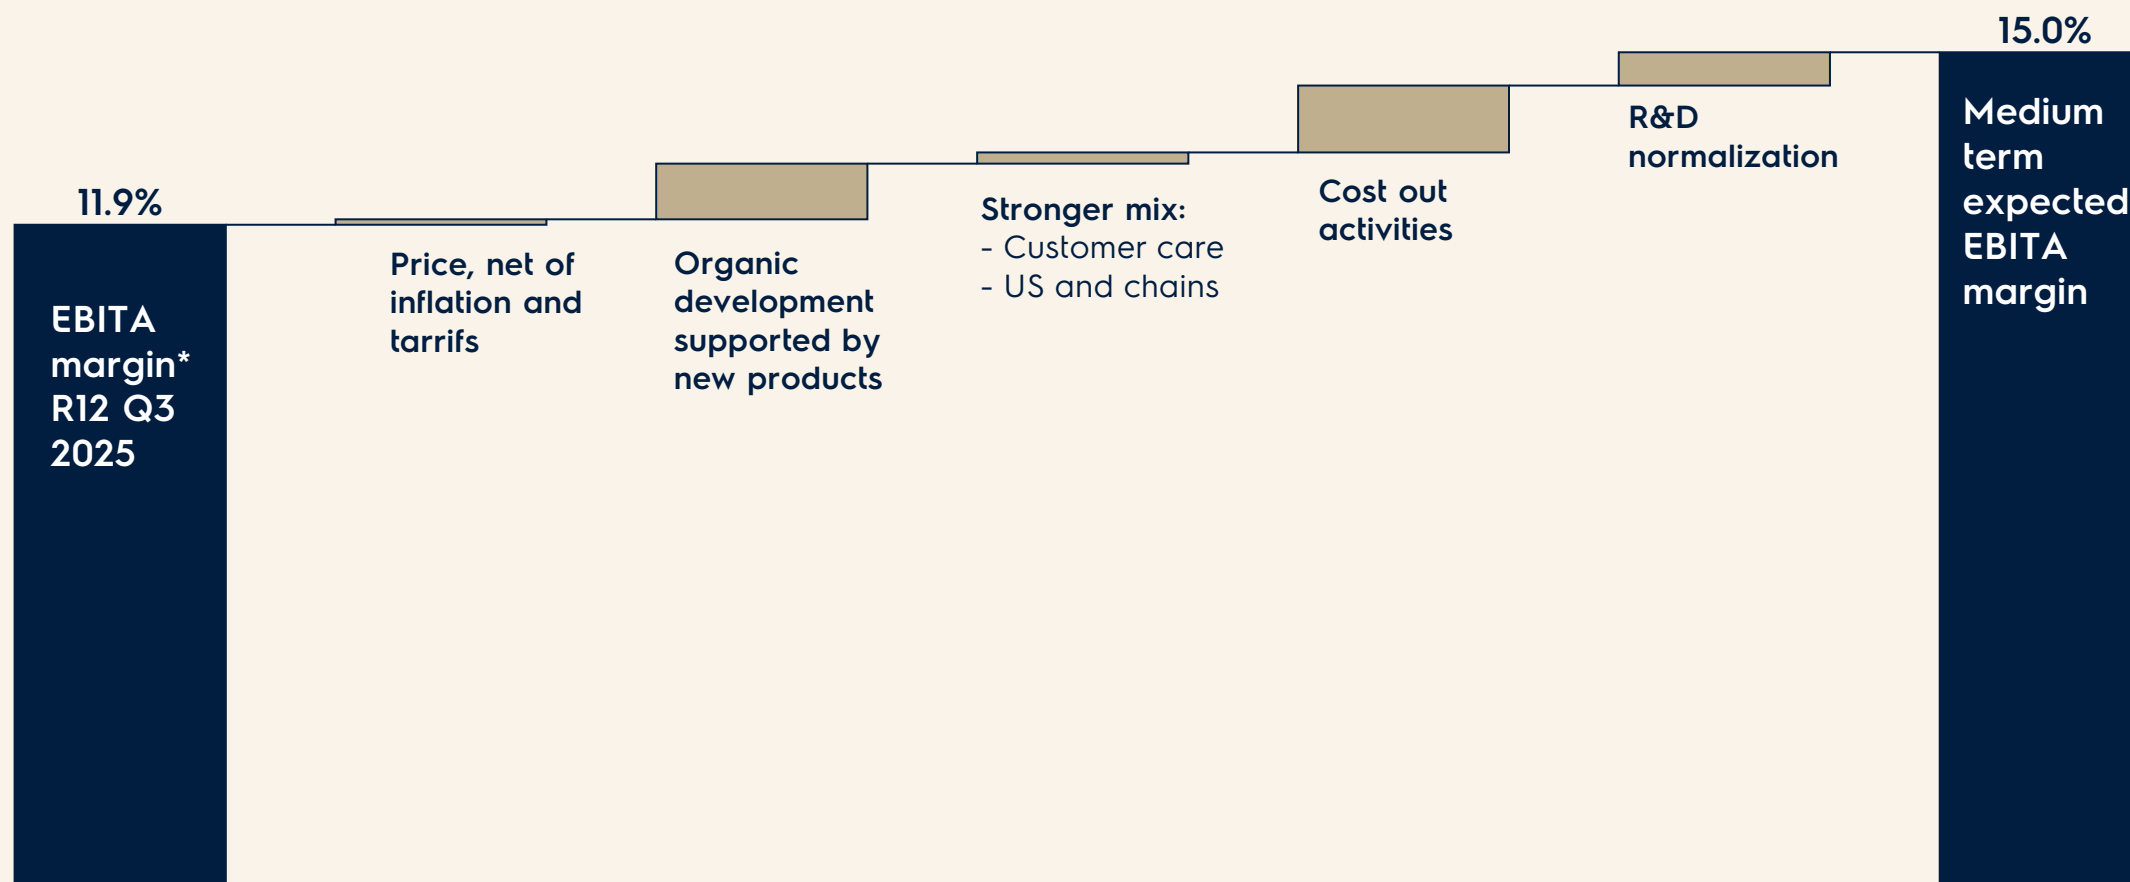 11.9%
EBITA
margin*
R12 Q3
2025
Price, net of
inflation and
tarrifs
Organic
development
supported by
new products
Stronger mix:
- Customer care
- US and chains
Cost out
activities
R&D
normalization
15.0%
Medium
term
expected
EBITA
margin